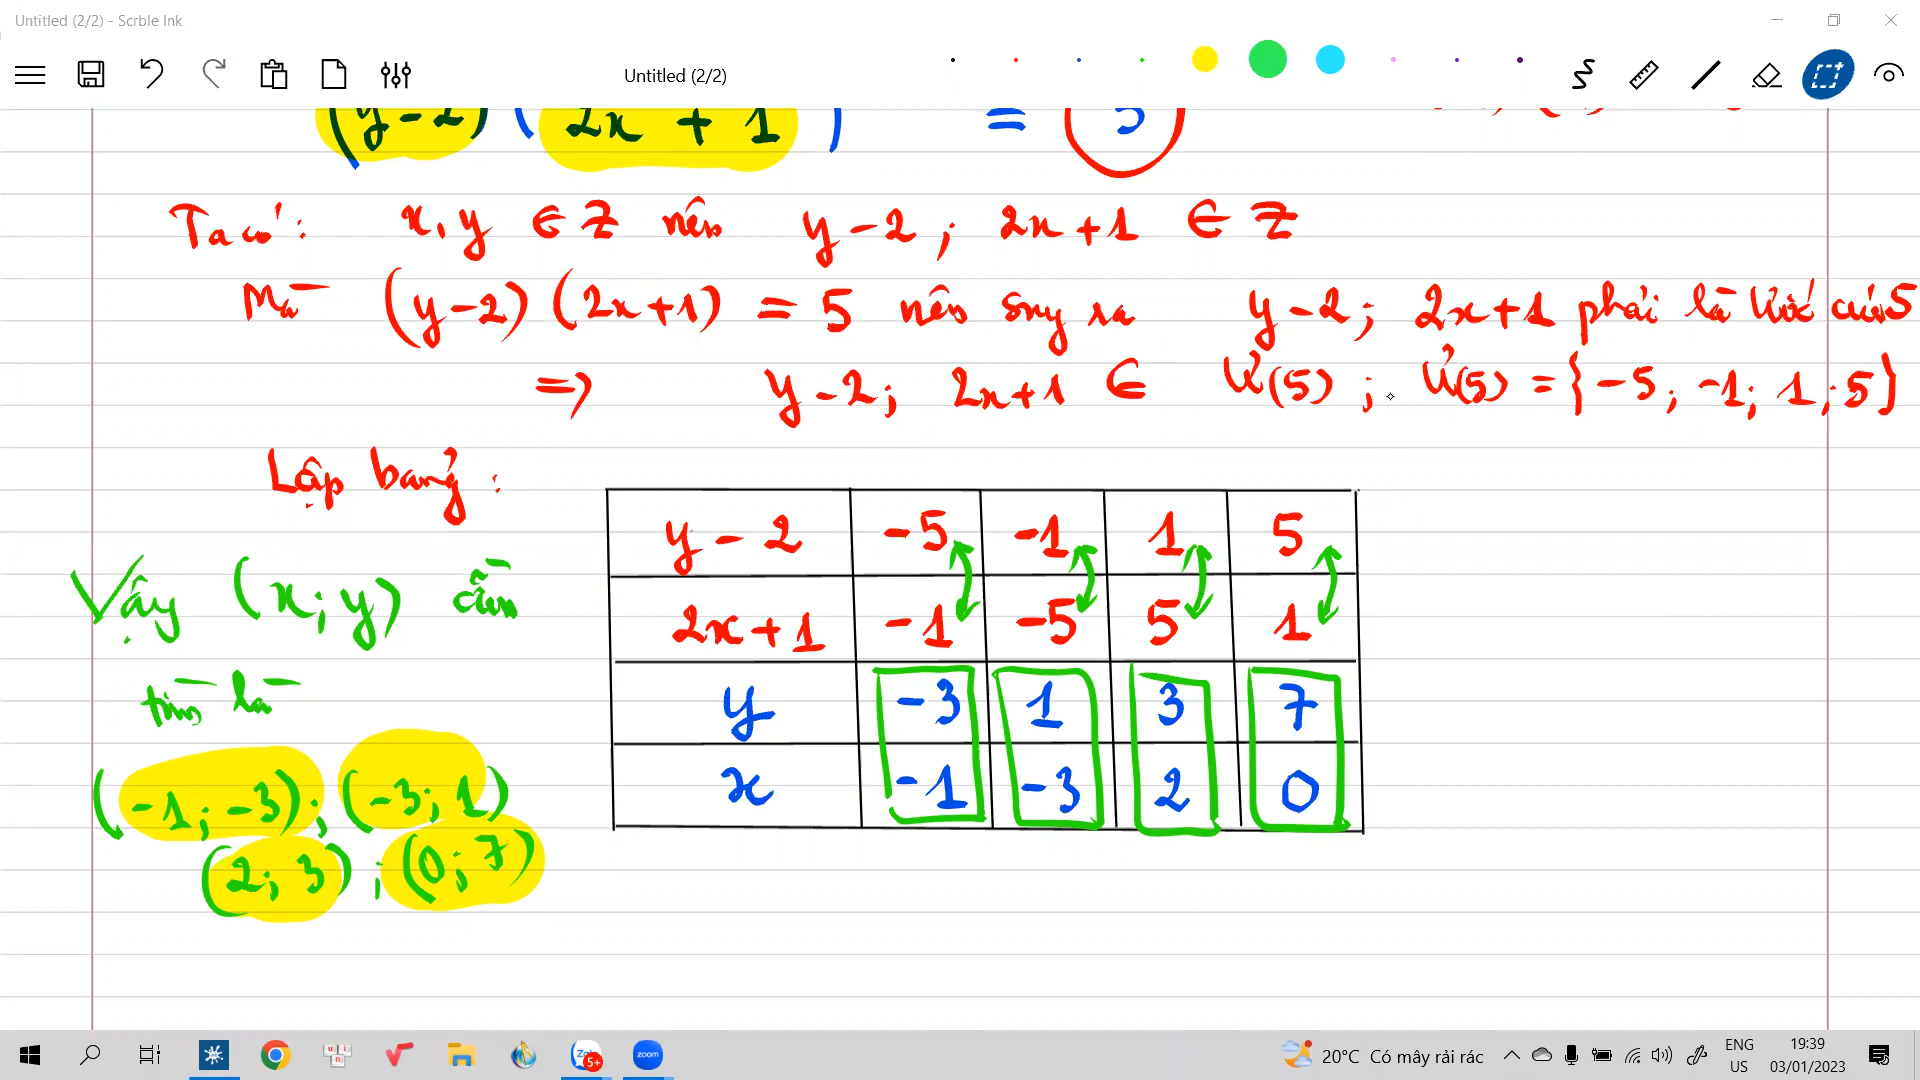 Untitled (2/2) - Scrble Ink
Untitled (2/2)
(y-2) (2x + 1) = 5
Ta có: x, y ∈ Z nên y - 2 ; 2x + 1 ∈ Z
Mà (y-2) (2x+1) = 5 nên suy ra y - 2 ; 2x + 1 phải là Ước của 5
=> y - 2 ; 2x + 1 ∈ Ư(5) ; Ư(5) = { -5 ; -1 ; 1 ; 5 }
Lập bảng :
y - 2 -5 -1 1 5
2x + 1 -1 -5 5 1
y -3 1 3 7
x -1 -3 2 0
Vậy (x ; y) cần
tìm là
(-1 ; -3) ; (-3 ; 1)
(2 ; 3) ; (0 ; 7)
5+
zoom
20°C Có mây rải rác
ENG
US
19:39
03/01/2023